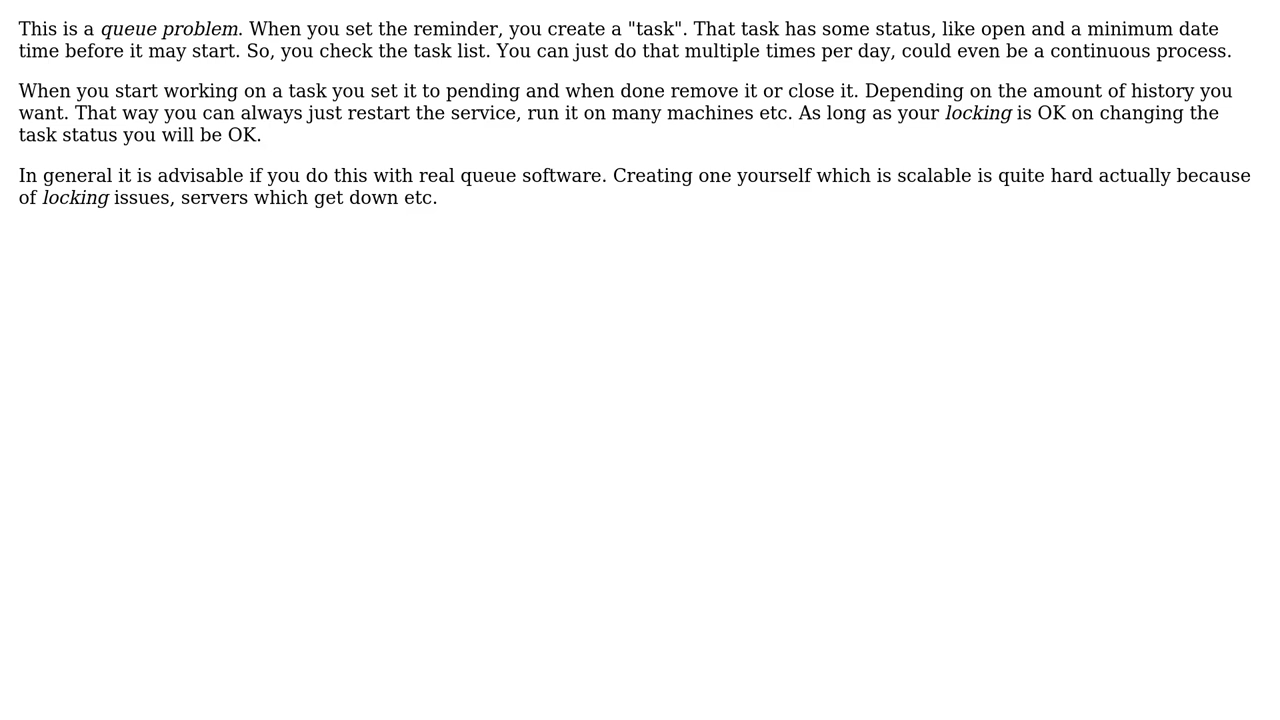 This is a queue problem. When you set the reminder, you create a "task". That task has some status, like open and a minimum date
time before it may start. So, you check the task list. You can just do that multiple times per day, could even be a continuous process.
When you start working on a task you set it to pending and when done remove it or close it. Depending on the amount of history you
want. That way you can always just restart the service, run it on many machines etc. As long as your locking is OK on changing the
task status you will be OK.
In general it is advisable if you do this with real queue software. Creating one yourself which is scalable is quite hard actually because
of locking issues, servers which get down etc.